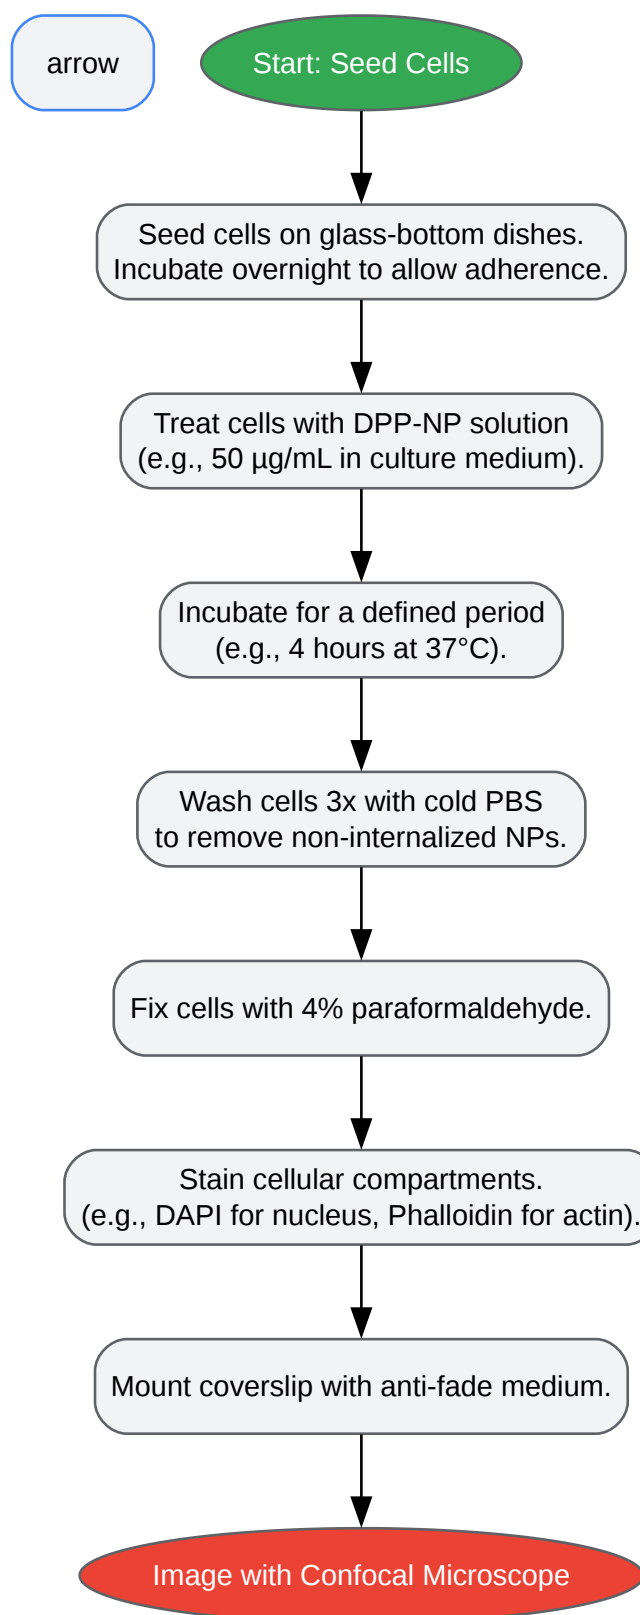 arrow
Start: Seed Cells
Seed cells on glass-bottom dishes.
Incubate overnight to allow adherence.
Treat cells with DPP-NP solution
(e.g., 50 µg/mL in culture medium).
Incubate for a defined period
(e.g., 4 hours at 37°C).
Wash cells 3x with cold PBS
to remove non-internalized NPs.
Fix cells with 4% paraformaldehyde.
Stain cellular compartments.
(e.g., DAPI for nucleus, Phalloidin for actin).
Mount coverslip with anti-fade medium.
Image with Confocal Microscope